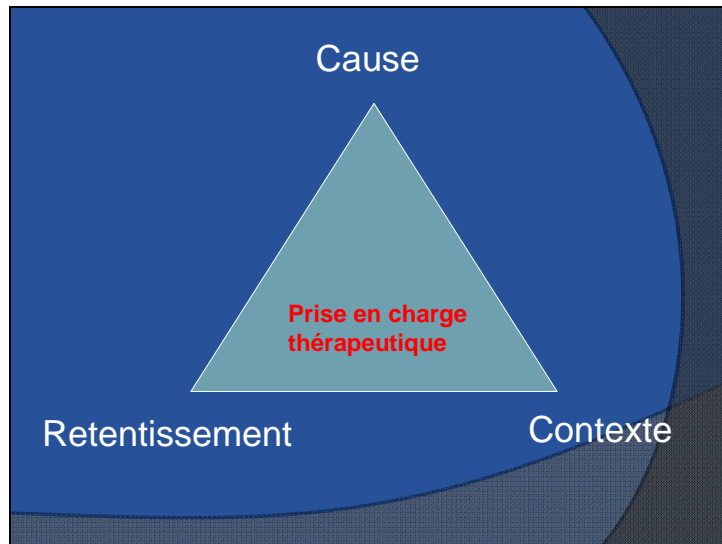 Cause
Prise en charge
thérapeutique
Retentissement
Contexte